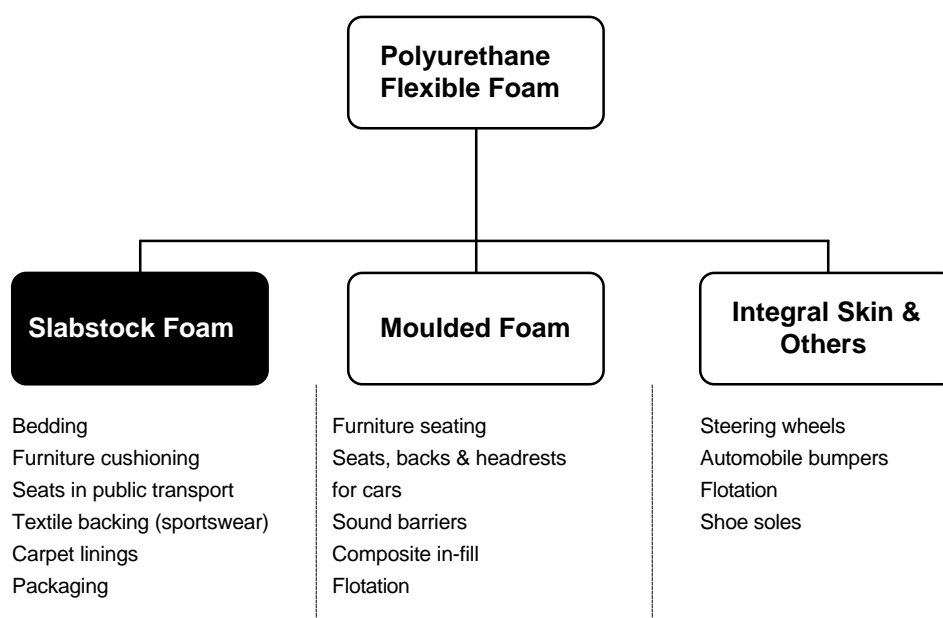 Polyurethane
Flexible Foam
Slabstock Foam
Moulded Foam
Integral Skin &
Others
Bedding
Furniture cushioning
Seats in public transport
Textile backing (sportswear)
Carpet linings
Packaging
Furniture seating
Seats, backs & headrests
for cars
Sound barriers
Composite in-fill
Flotation
Steering wheels
Automobile bumpers
Flotation
Shoe soles